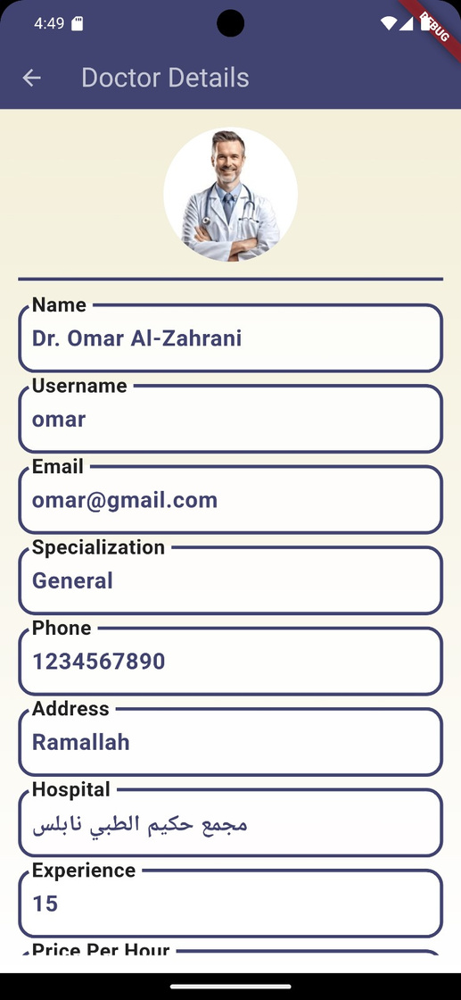 4:49
DEBUG
Doctor Details
Name
Dr. Omar Al-Zahrani
Username
omar
Email
omar@gmail.com
Specialization
General
Phone
1234567890
Address
Ramallah
Hospital
مجمع حكيم الطبي نابلس
Experience
15
Price Per Hour